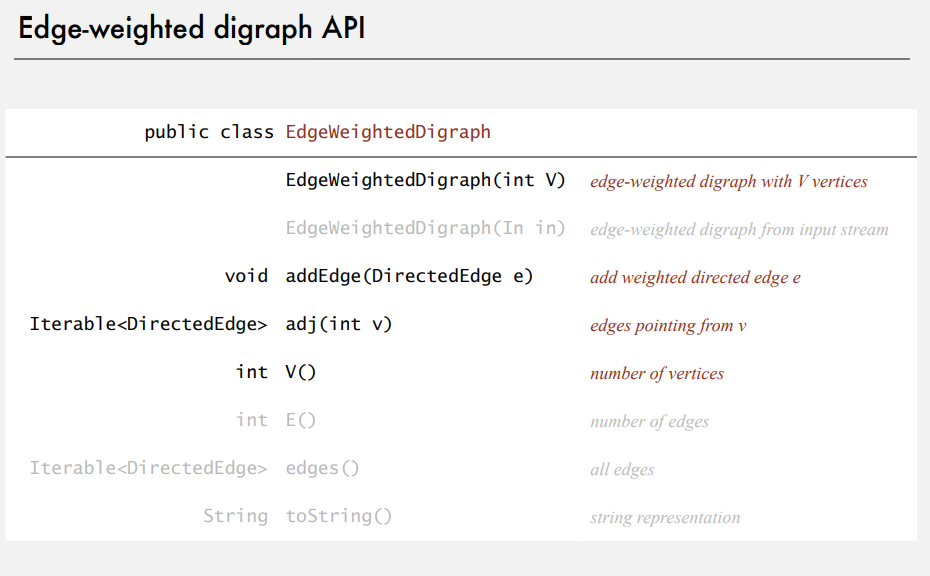 Edge-weighted digraph API
public class EdgeWeightedDigraph
EdgeWeightedDigraph(int V) edge-weighted digraph with V vertices
EdgeWeightedDigraph(In in) edge-weighted digraph from input stream
void addEdge(DirectedEdge e) add weighted directed edge e
Iterable<DirectedEdge> adj(int v) edges pointing from v
int V() number of vertices
int E() number of edges
Iterable<DirectedEdge> edges() all edges
String toString() string representation